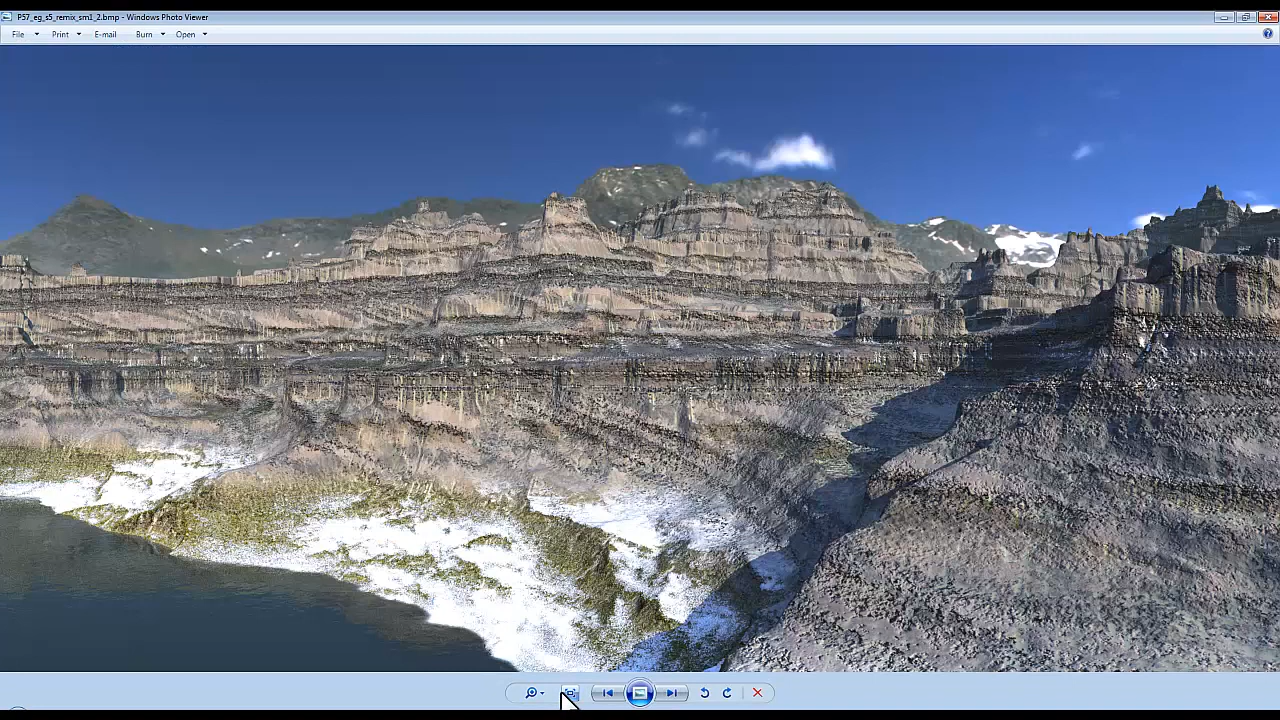 P57_eg_s5_remix_sm1_2.bmp - Windows Photo Viewer
File Print E-mail Burn Open